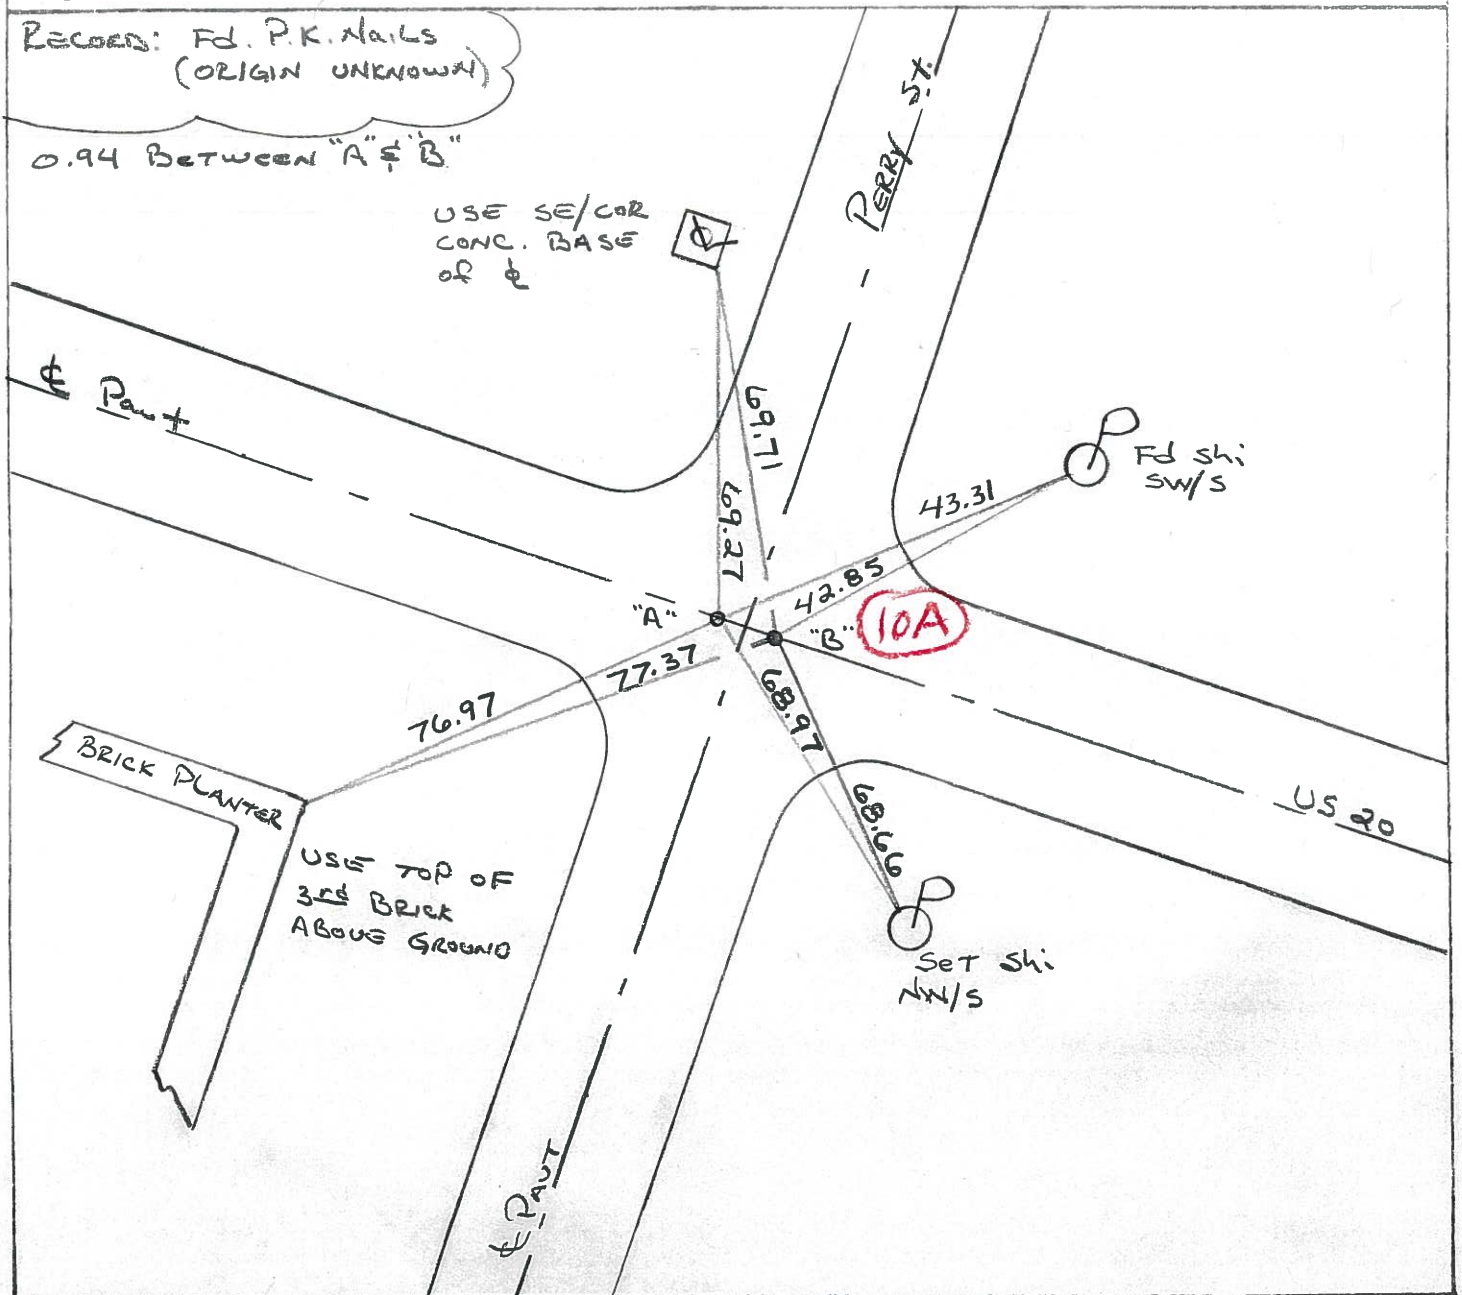 RECORD: Fd. P.K. Nails
(ORIGIN UNKNOWN)
0.94 BETWEEN "A" & "B"
PERRY St.
USE SE/COR
CONC. BASE
of ȼ
℄ Pavt
69.71
69.27
43.31
42.85
Fd shi
SW/S
"A"
"B"
10A
77.37
76.97
68.97
68.66
BRICK PLANTER
USE TOP OF
3rd BRICK
ABOVE GROUND
US 20
Set Shi
NW/S
℄ PAVT